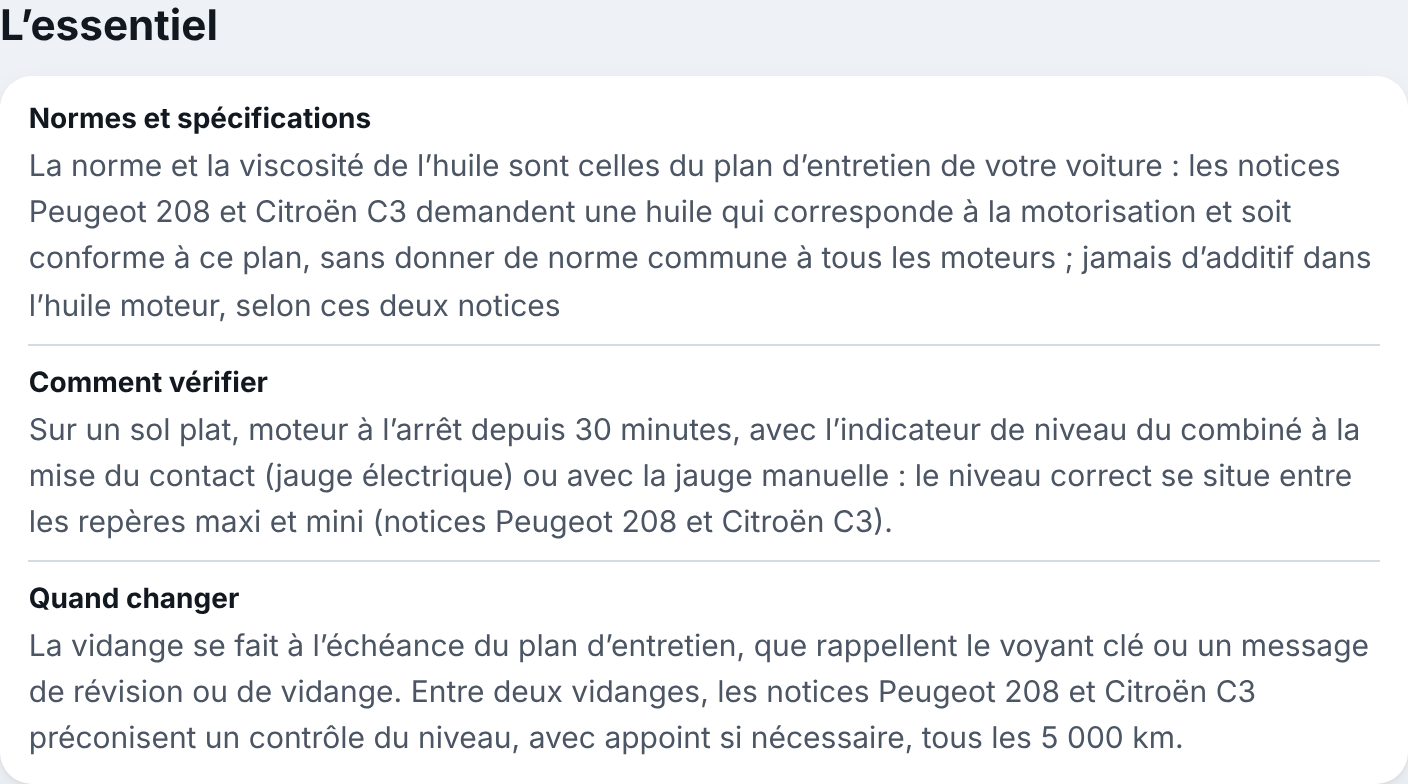 L’essentiel
Normes et spécifications
La norme et la viscosité de l’huile sont celles du plan d’entretien de votre voiture : les notices
Peugeot 208 et Citroën C3 demandent une huile qui corresponde à la motorisation et soit
conforme à ce plan, sans donner de norme commune à tous les moteurs ; jamais d’additif dans
l’huile moteur, selon ces deux notices
Comment vérifier
Sur un sol plat, moteur à l’arrêt depuis 30 minutes, avec l’indicateur de niveau du combiné à la
mise du contact (jauge électrique) ou avec la jauge manuelle : le niveau correct se situe entre
les repères maxi et mini (notices Peugeot 208 et Citroën C3).
Quand changer
La vidange se fait à l’échéance du plan d’entretien, que rappellent le voyant clé ou un message
de révision ou de vidange. Entre deux vidanges, les notices Peugeot 208 et Citroën C3
préconisent un contrôle du niveau, avec appoint si nécessaire, tous les 5 000 km.